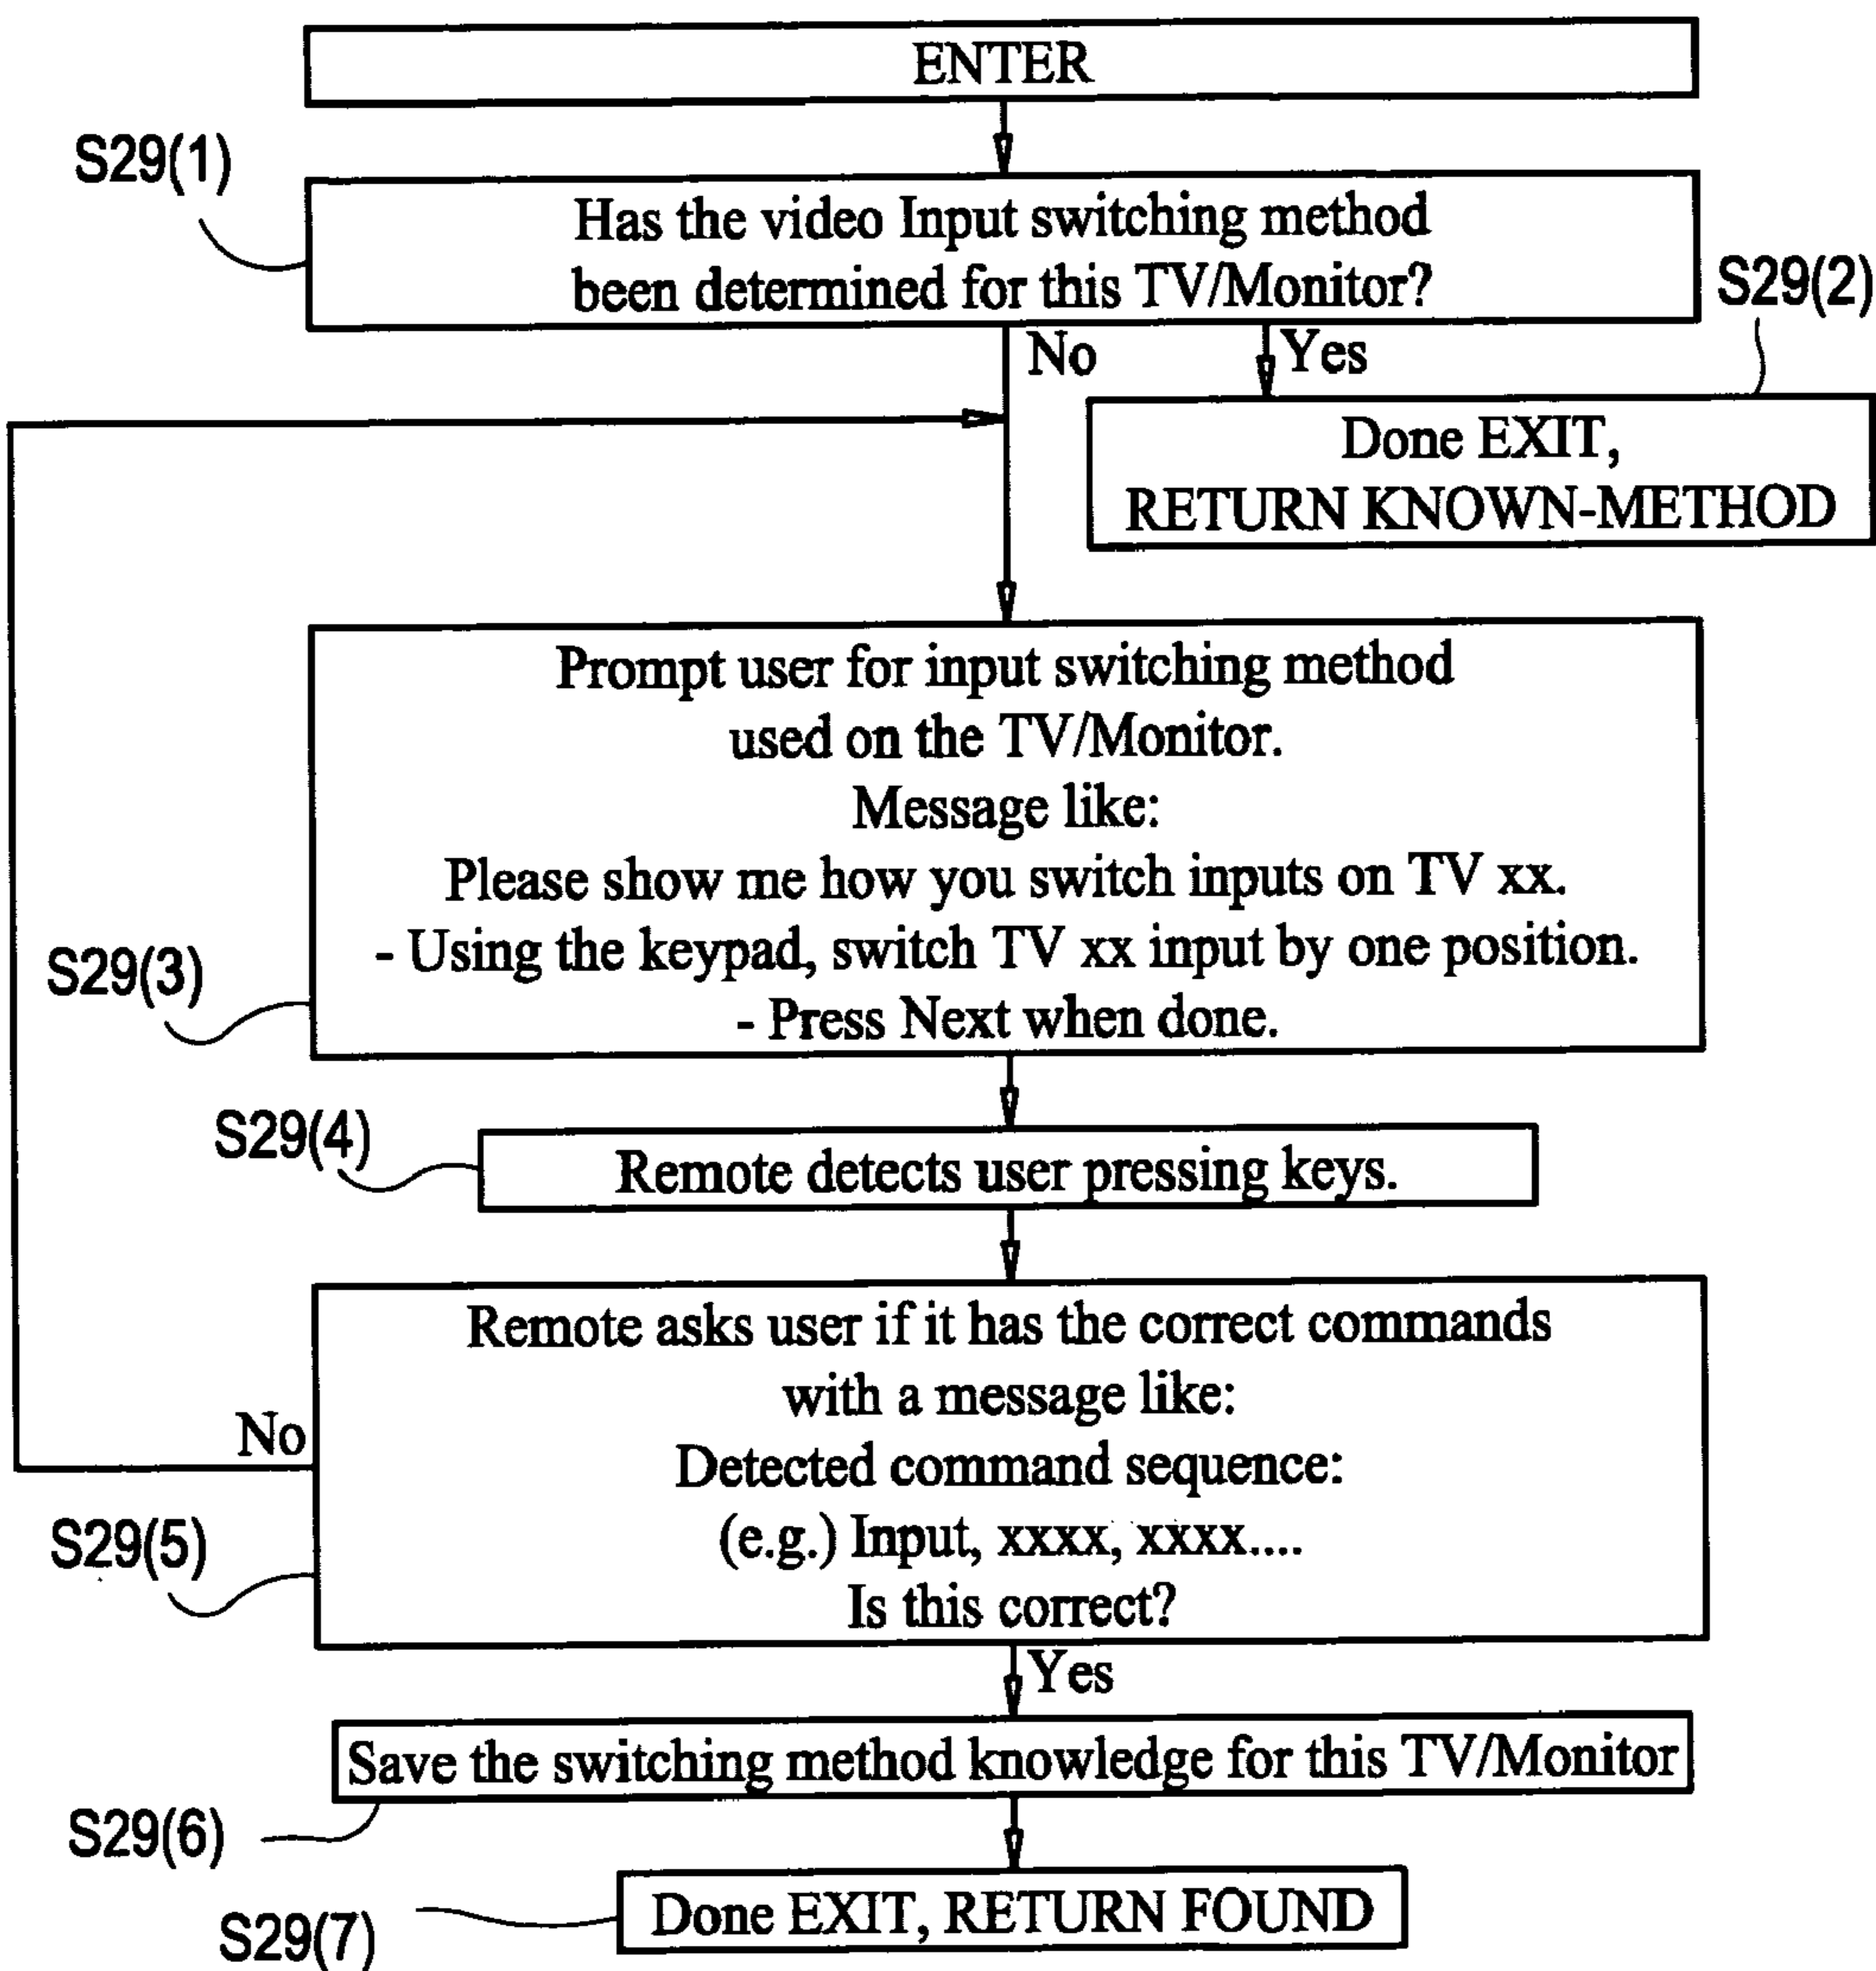 ENTER
S29(1)
Has the video Input switching method
been determined for this TV/Monitor?
S29(2)
No
Yes
Done EXIT,
RETURN KNOWN-METHOD
Prompt user for input switching method
used on the TV/Monitor.
Message like:
Please show me how you switch inputs on TV xx.
- Using the keypad, switch TV xx input by one position.
- Press Next when done.
S29(3)
S29(4)
Remote detects user pressing keys.
Remote asks user if it has the correct commands
with a message like:
Detected command sequence:
(e.g.) Input, xxxx, xxxx....
Is this correct?
No
S29(5)
Yes
Save the switching method knowledge for this TV/Monitor
S29(6)
Done EXIT, RETURN FOUND
S29(7)